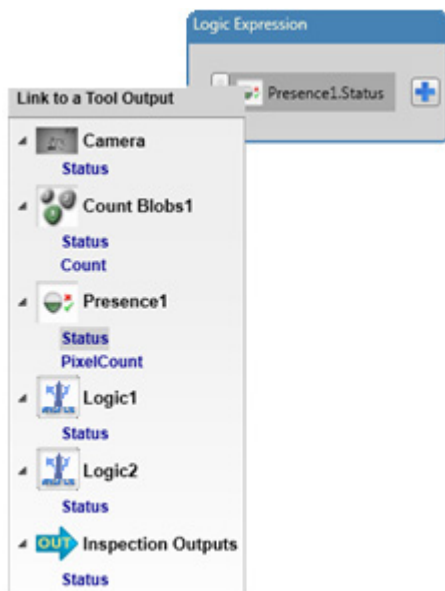 Logic Expression
Presence1.Status
Link to a Tool Output
Camera
Status
Count Blobs1
Status
Count
Presence1
Status
PixelCount
Logic1
Status
Logic2
Status
OUT Inspection Outputs
Status